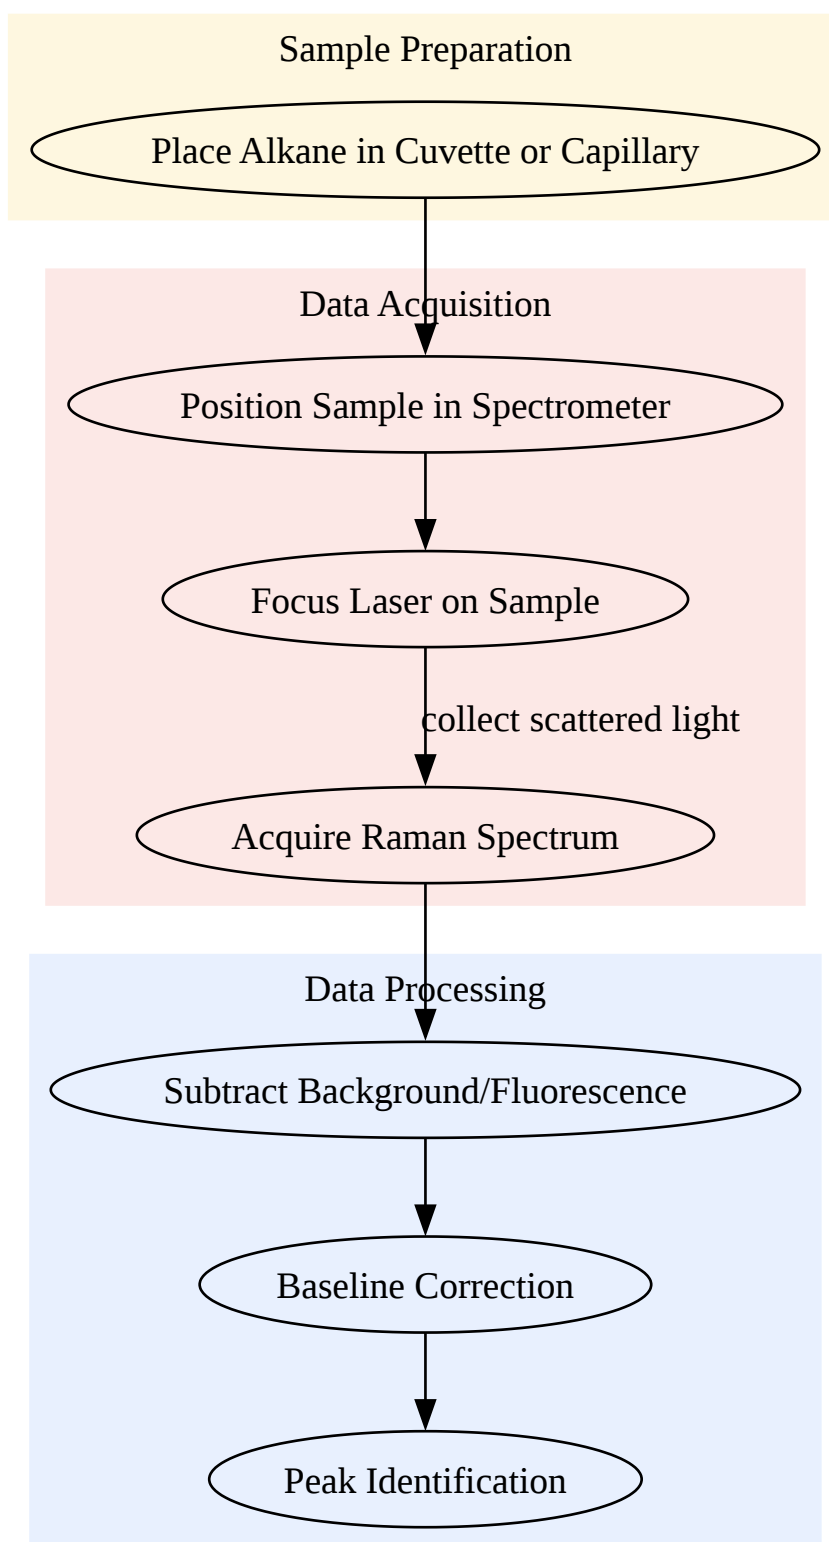 Sample Preparation
Place Alkane in Cuvette or Capillary
Data Acquisition
Position Sample in Spectrometer
Focus Laser on Sample
collect scattered light
Acquire Raman Spectrum
Data Processing
Subtract Background/Fluorescence
Baseline Correction
Peak Identification